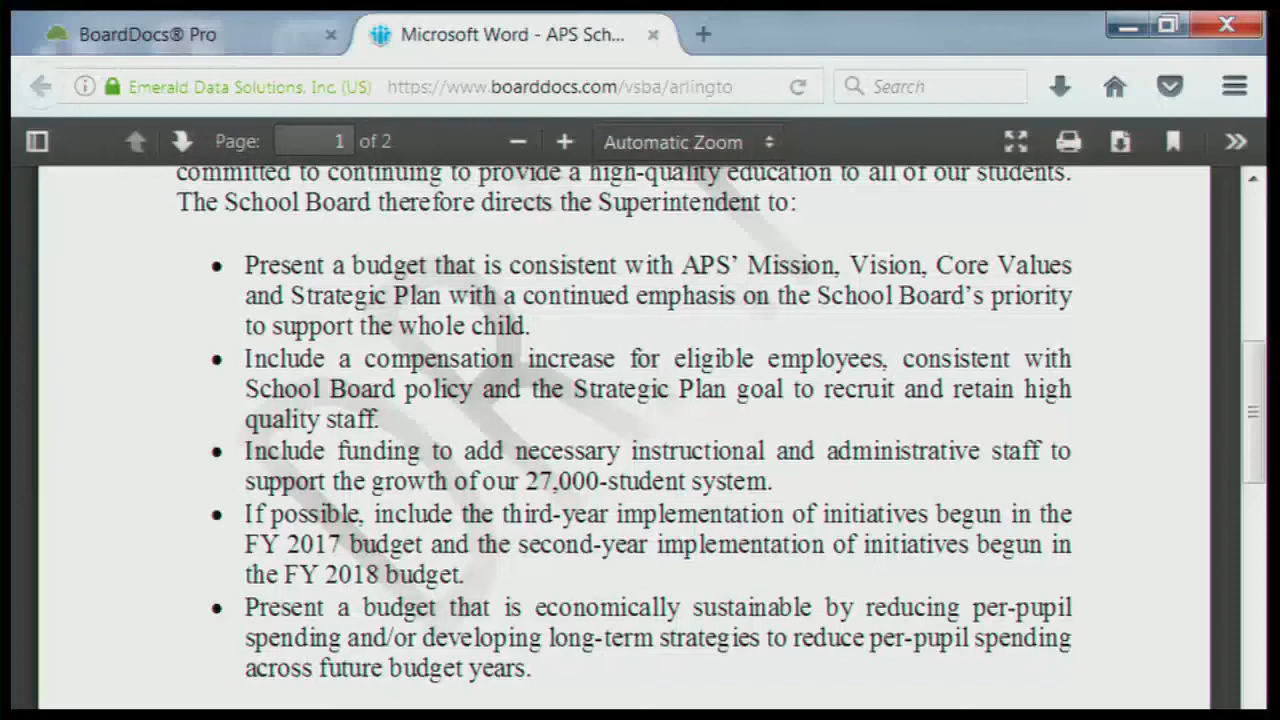 BoardDocs® Pro
Microsoft Word - APS Sch...
Emerald Data Solutions, Inc. (US)
https://www.boarddocs.com/vsba/arlingto
Search
Page: 1 of 2
Automatic Zoom
committed to continuing to provide a high-quality education to all of our students.
The School Board therefore directs the Superintendent to:
• Present a budget that is consistent with APS’ Mission, Vision, Core Values
and Strategic Plan with a continued emphasis on the School Board’s priority
to support the whole child.
• Include a compensation increase for eligible employees, consistent with
School Board policy and the Strategic Plan goal to recruit and retain high
quality staff.
• Include funding to add necessary instructional and administrative staff to
support the growth of our 27,000-student system.
• If possible, include the third-year implementation of initiatives begun in the
FY 2017 budget and the second-year implementation of initiatives begun in
the FY 2018 budget.
• Present a budget that is economically sustainable by reducing per-pupil
spending and/or developing long-term strategies to reduce per-pupil spending
across future budget years.